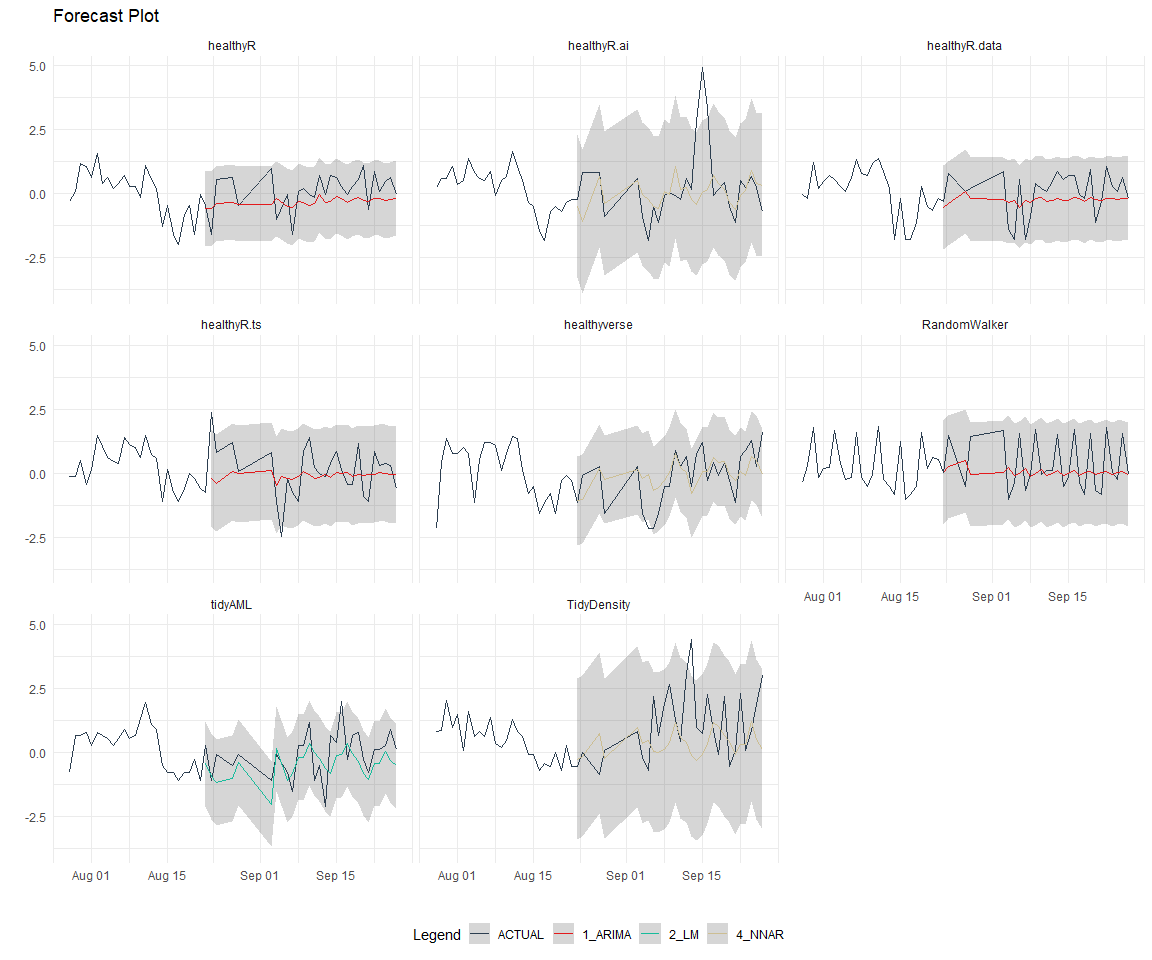 Forecast Plot
healthyR healthyR.ai healthyR.data
5.0
2.5
0.0
-2.5
healthyR.ts healthyverse RandomWalker
5.0
2.5
0.0
-2.5
Aug 01 Aug 15 Sep 01 Sep 15
tidyAML TidyDensity
5.0
2.5
0.0
-2.5
Aug 01 Aug 15 Sep 01 Sep 15 Aug 01 Aug 15 Sep 01 Sep 15
Legend ACTUAL 1_ARIMA 2_LM 4_NNAR